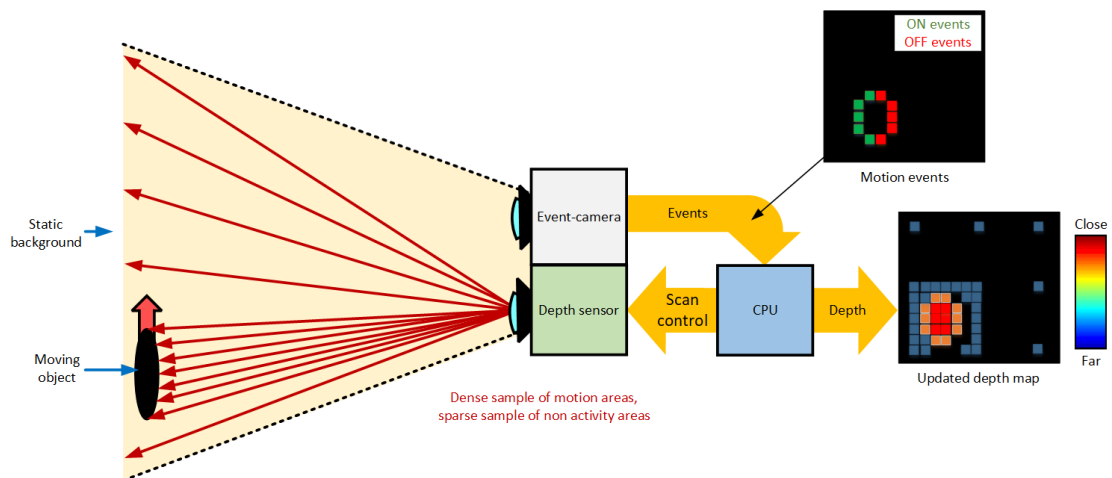 ON events
OFF events
Motion events
Event-camera
Events
Static
background
Close
Depth sensor
Scan
control
CPU
Depth
Moving
object
Far
Updated depth map
Dense sample of motion areas,
sparse sample of non activity areas